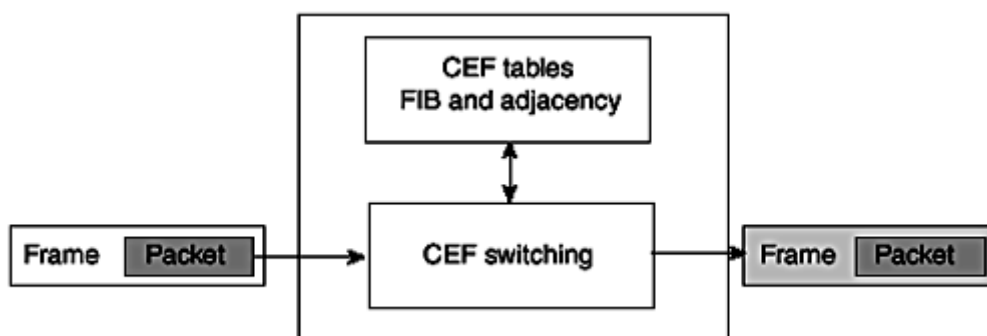 CEF tables
FIB and adjacency
Frame Packet
CEF switching
Frame Packet